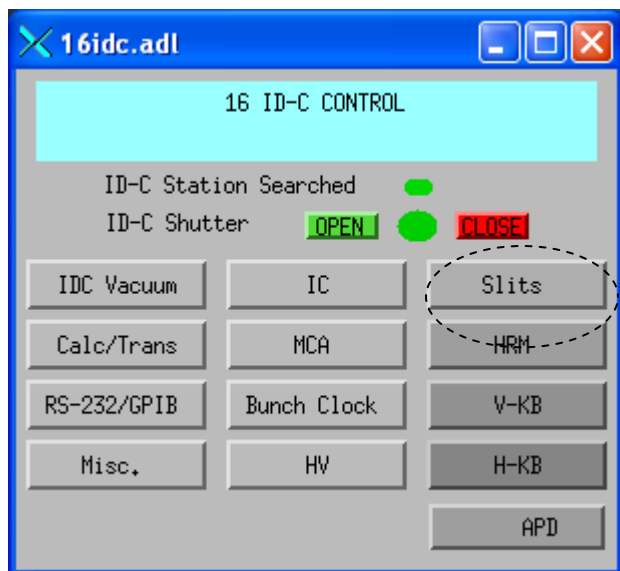 16idc.adl
16 ID-C CONTROL
ID-C Station Searched
ID-C Shutter OPEN CLOSE
IDC Vacuum IC Slits
Calc/Trans MCA HRM
RS-232/GPIB Bunch Clock V-KB
Misc. HV H-KB
APD